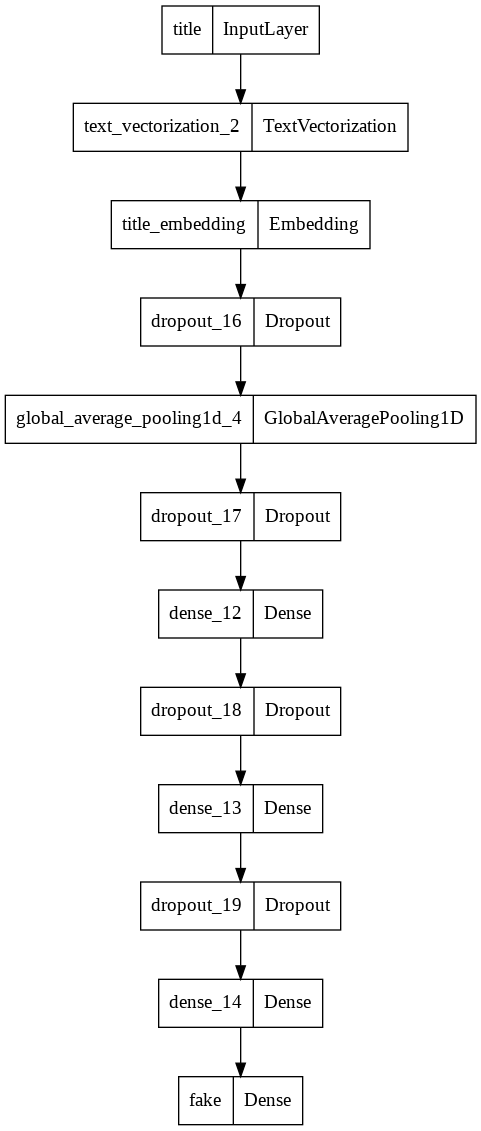 title InputLayer
text_vectorization_2 TextVectorization
title_embedding Embedding
dropout_16 Dropout
global_average_pooling1d_4 GlobalAveragePooling1D
dropout_17 Dropout
dense_12 Dense
dropout_18 Dropout
dense_13 Dense
dropout_19 Dropout
dense_14 Dense
fake Dense